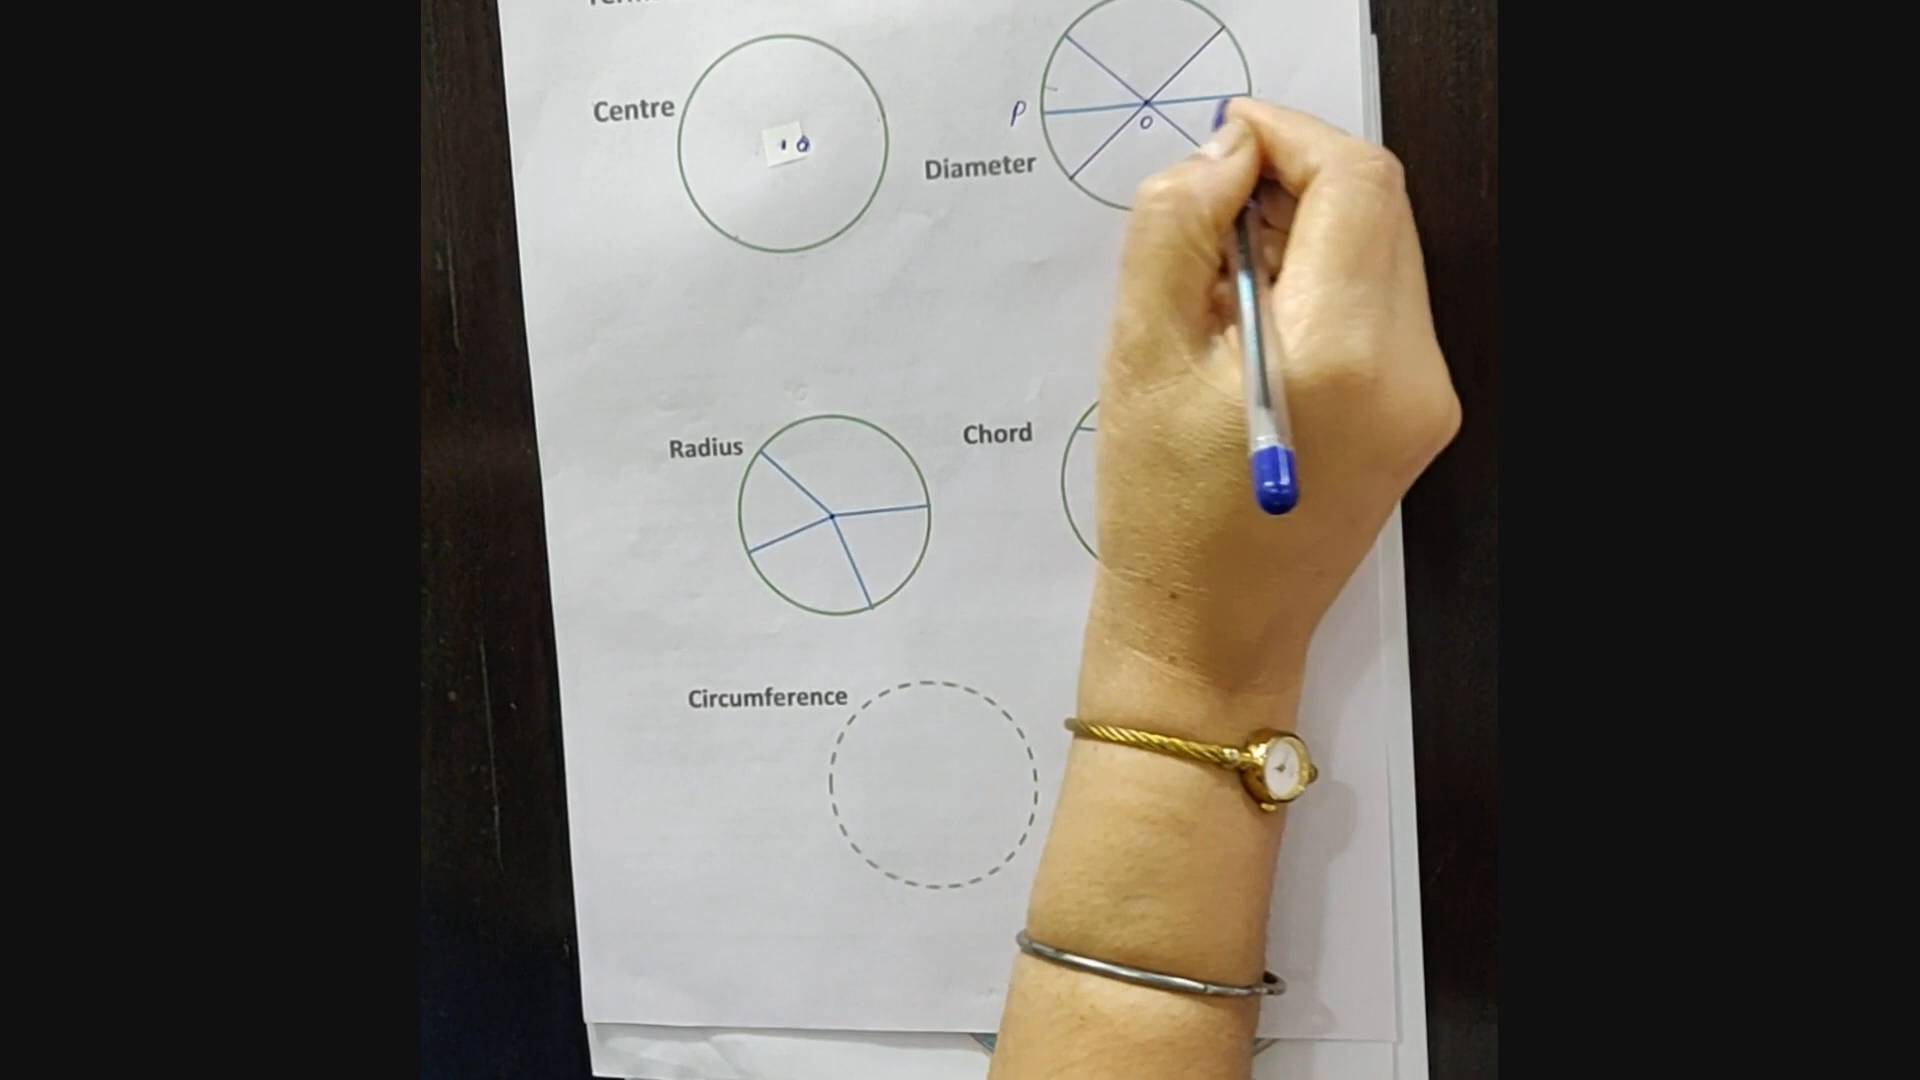 Centre
O
P
O
Diameter
Radius
Chord
Circumference